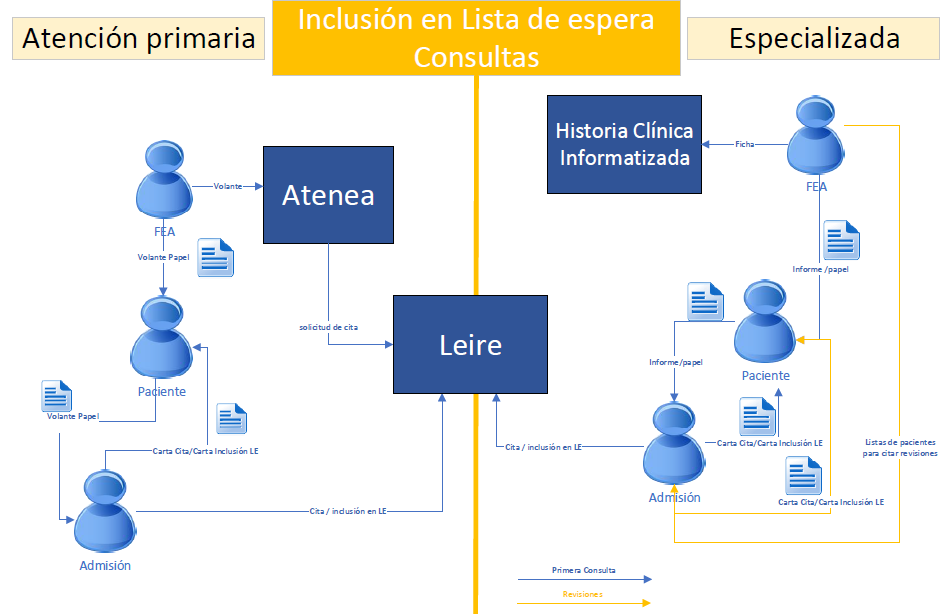 Atención primaria
Inclusión en Lista de espera
Consultas
Especializada
Historia Clínica
Informatizada
Ficha
FEA
Volante
Atenea
FEA
Volante Papel
Informe /papel
solicitud de cita
Leire
Informe/papel
Paciente
Paciente
Volante Papel
Carta Cita/Carta Inclusión LE
Cita / inclusión en LE
Carta Cita/Carta Inclusión LE
Listas de pacientes
para citar revisiones
Admisión
Carta Cita/Carta Inclusión LE
Cita / inclusión en LE
Admisión
Primera Consulta
Revisiones